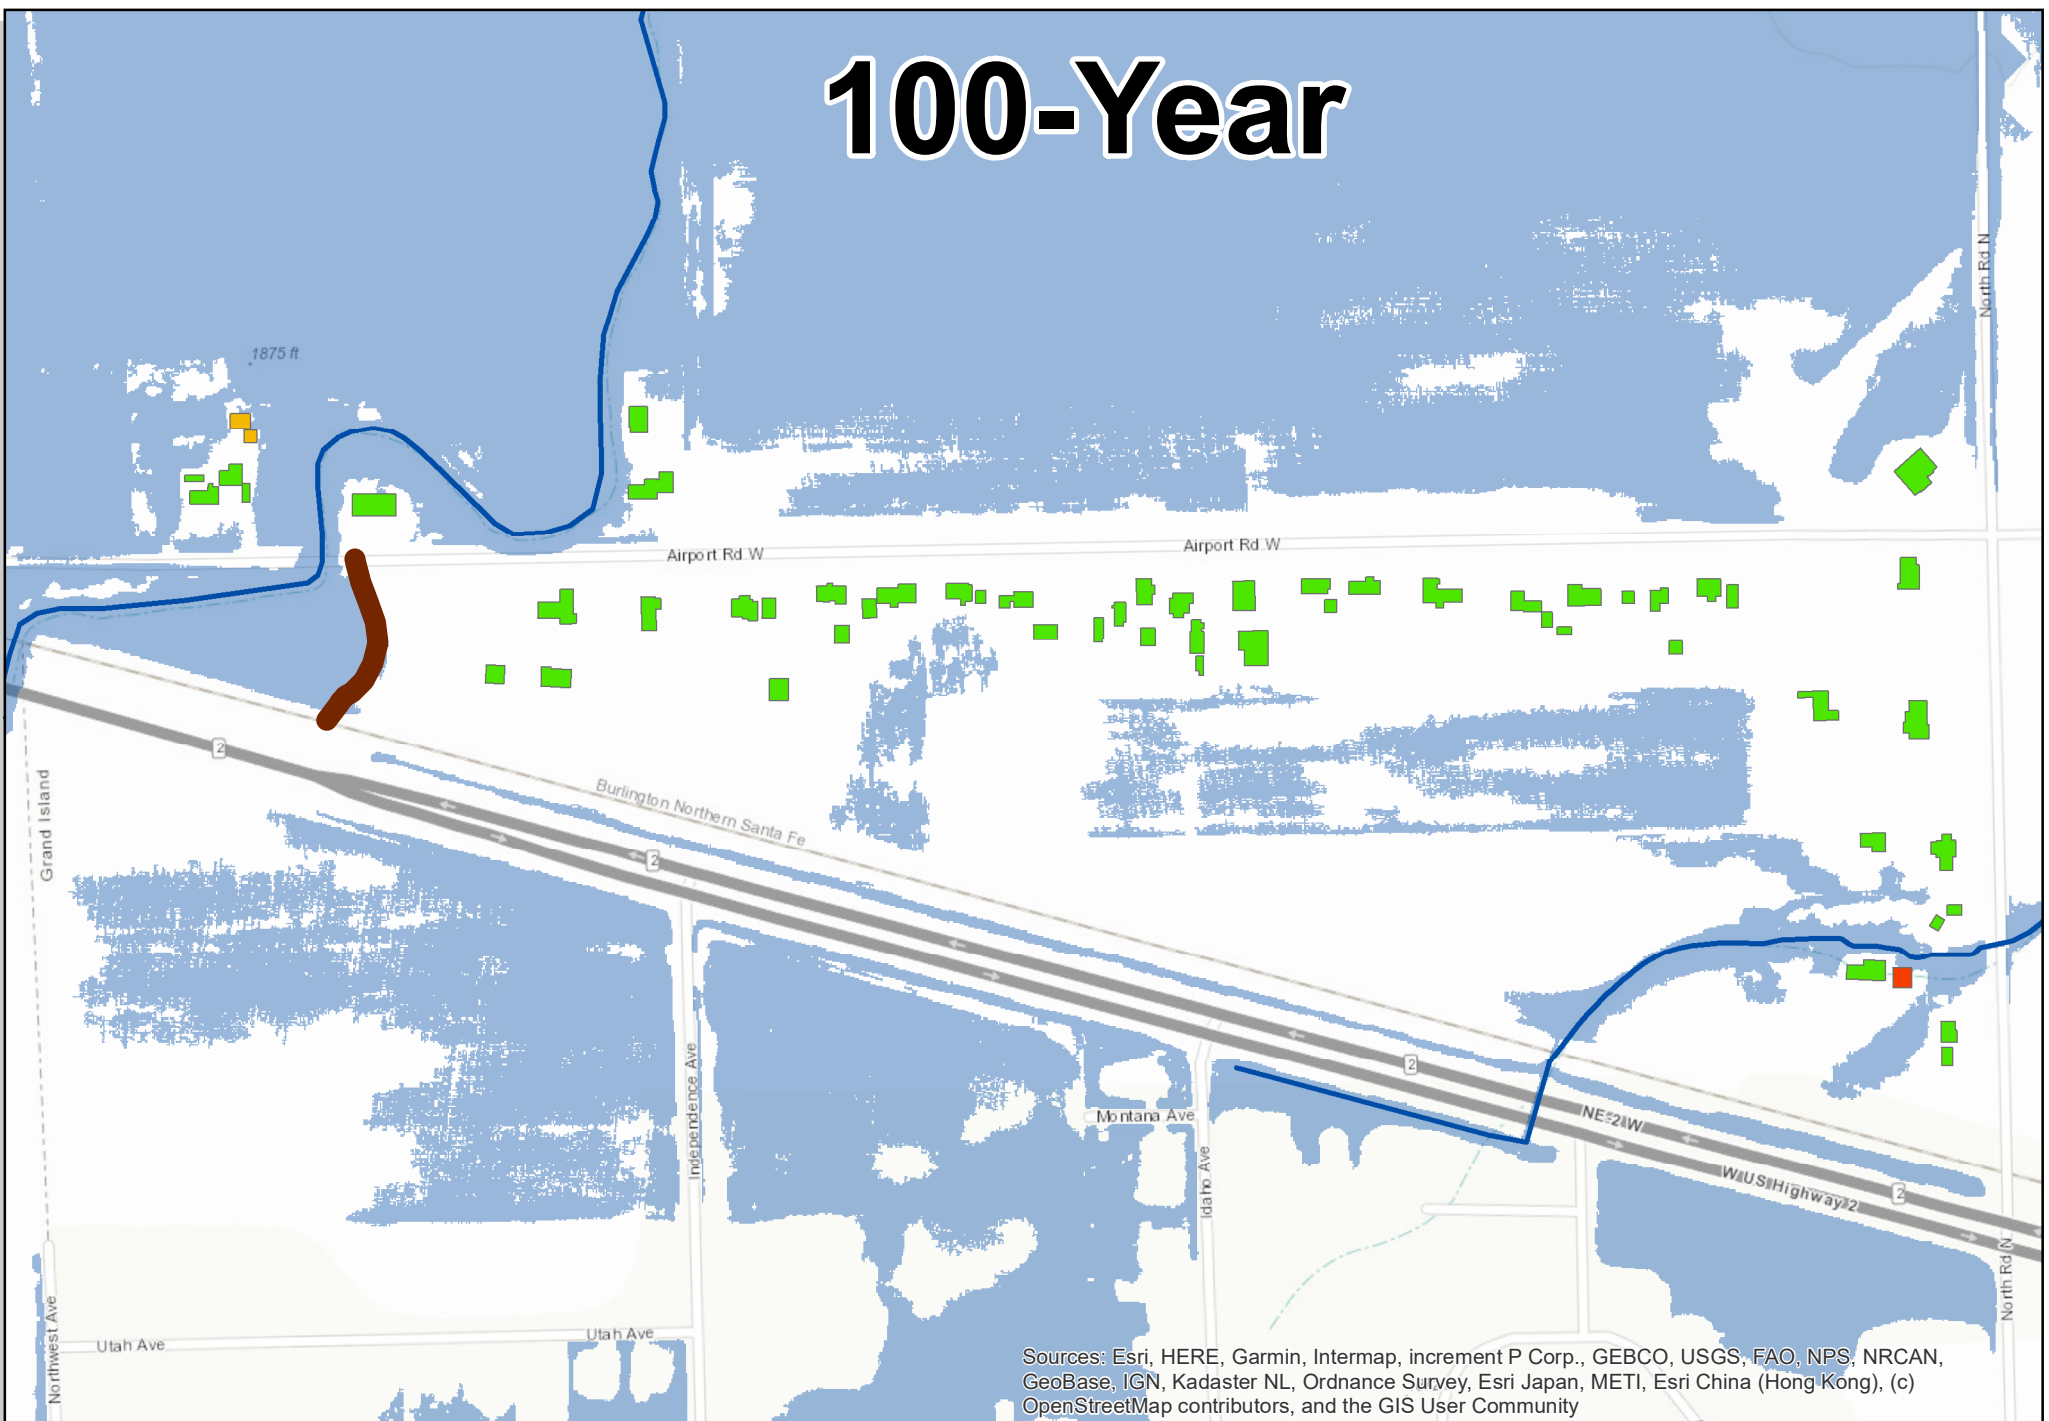 100-Year
North Rd N
1875 ft
Airport Rd W
Airport Rd W
2
Grand Island
Burlington Northern Santa Fe
2
2
Independence Ave
Montana Ave
Idaho Ave
NE-2 W
W US Highway 2
2
North Rd N
Northwest Ave
Utah Ave
Utah Ave
Sources: Esri, HERE, Garmin, Intermap, increment P Corp., GEBCO, USGS, FAO, NPS, NRCAN,
GeoBase, IGN, Kadaster NL, Ordnance Survey, Esri Japan, METI, Esri China (Hong Kong), (c)
OpenStreetMap contributors, and the GIS User Community